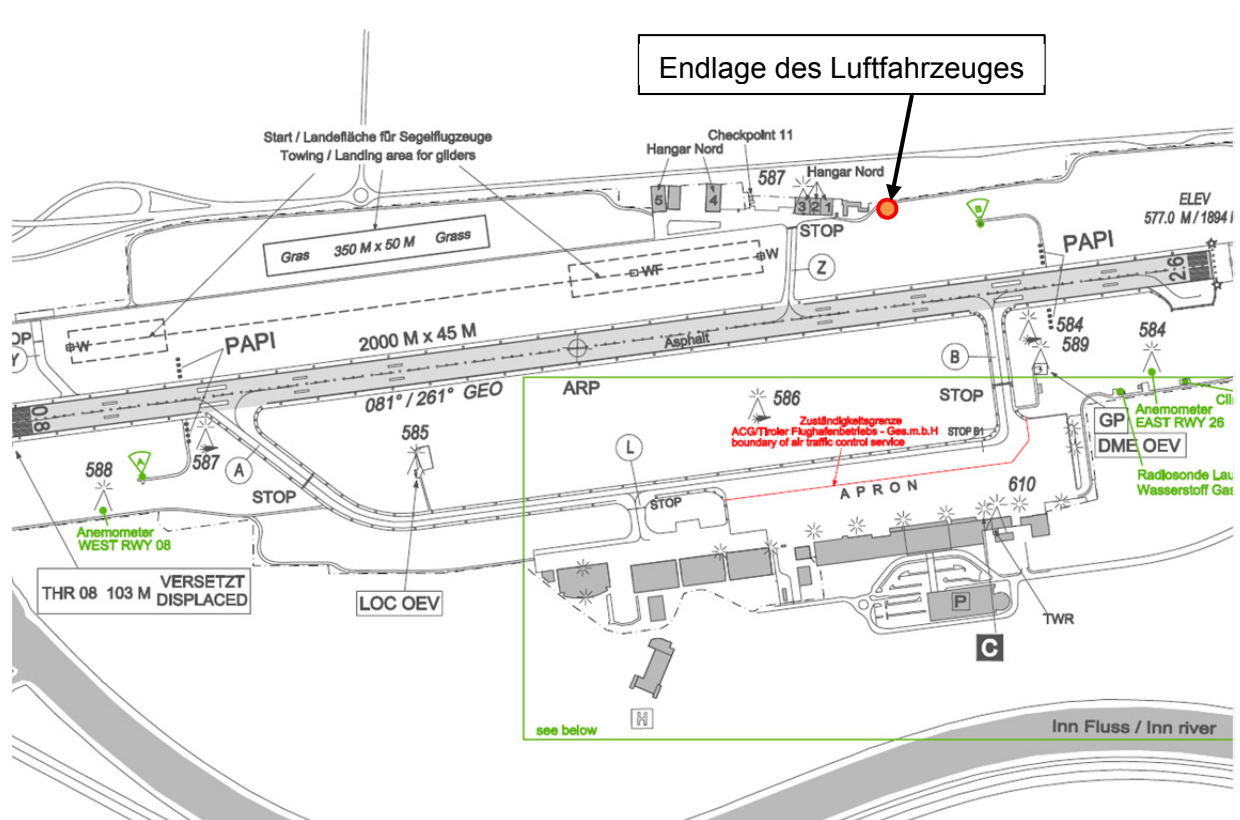 Endlage des Luftfahrzeuges
Start / Landefläche für Segelflugzeuge
Towing / Landing area for gliders
Checkpoint 11
Hangar Nord
587
Hangar Nord
5
4
3 2 1
STOP
B
ELEV
577.0 M / 1894
Gras 350 M x 50 M Grass
PAPI
W
WF
Z
26
W
PAPI
2000 M x 45 M
Asphalt
584
589
584
B
08
081° / 261° GEO
ARP
586
STOP
Anemometer
EAST RWY 26
Zuständigkeitsgrenze
ACG/Tiroler Flughafenbetriebs - Ges.m.b.H
boundary of air traffic control service
STOP B1
GP
DME OEV
585
587
588
A
A
L
STOP
STOP
APRON
610
Radiosonde
Wasserstoff
Anemometer
WEST RWY 08
THR 08 103 M VERSETZT
DISPLACED
LOC OEV
P
TWR
C
H
see below
Inn Fluss / Inn river